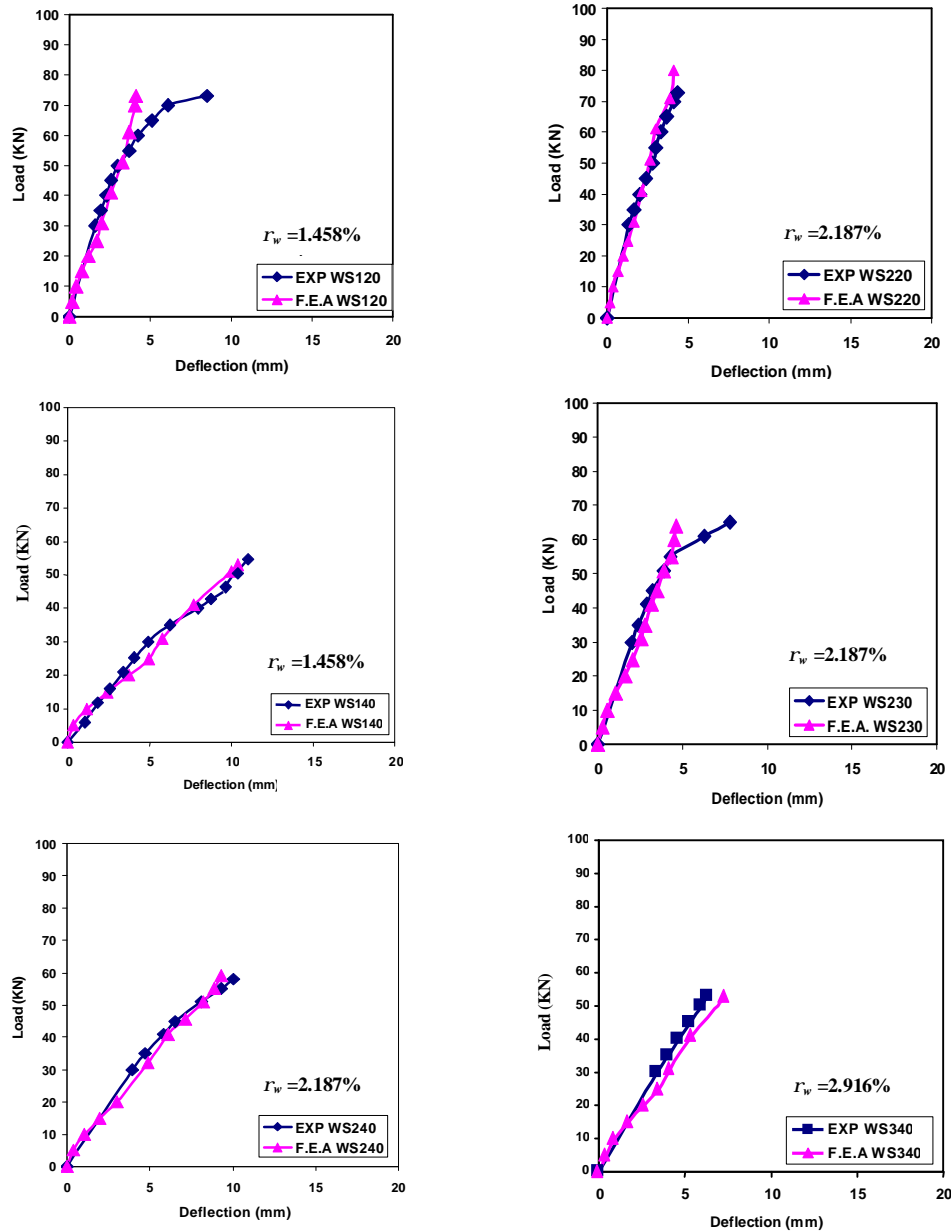 100
90
80
70
60
50
40
30
20
10
0
Load (KN)
r_w =1.458%
EXP WS120
F.E.A WS120
0 5 10 15 20
Deflection (mm)
100
90
80
70
60
50
40
30
20
10
0
Load (KN)
r_w =2.187%
EXP WS220
F.E.A WS220
0 5 10 15 20
Deflection (mm)
100
90
80
70
60
50
40
30
20
10
0
Load (KN)
r_w =1.458%
EXP WS140
F.E.A WS140
0 5 10 15 20
Deflection (mm)
100
90
80
70
60
50
40
30
20
10
0
Load (KN)
r_w =2.187%
EXP WS230
F.E.A. WS230
0 5 10 15 20
Deflection (mm)
100
90
80
70
60
50
40
30
20
10
0
Load (KN)
r_w =2.187%
EXP WS240
F.E.A WS240
0 5 10 15 20
Deflection (mm)
100
90
80
70
60
50
40
30
20
10
0
Load (KN)
r_w =2.916%
EXP WS340
F.E.A WS340
0 5 10 15 20
Deflection (mm)